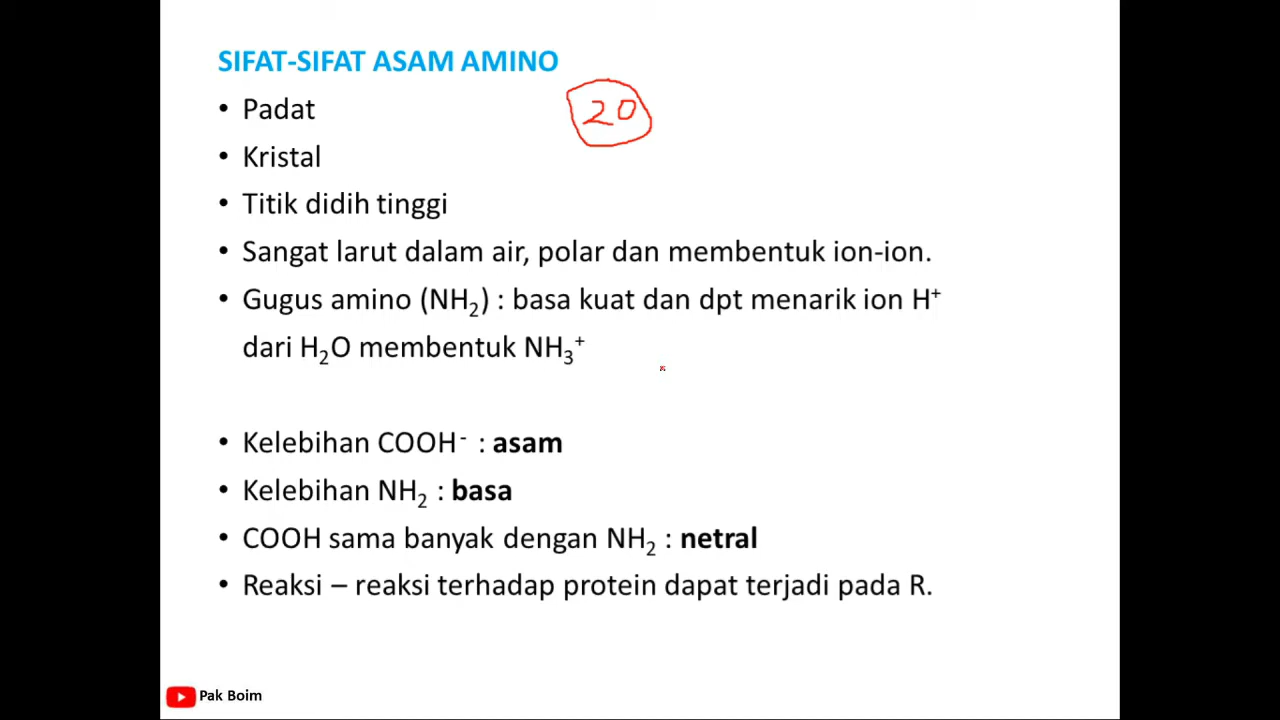 SIFAT-SIFAT ASAM AMINO
20
• Padat
• Kristal
• Titik didih tinggi
• Sangat larut dalam air, polar dan membentuk ion-ion.
• Gugus amino (NH₂) : basa kuat dan dpt menarik ion H⁺
dari H₂O membentuk NH₃⁺
• Kelebihan COOH⁻ : asam
• Kelebihan NH₂ : basa
• COOH sama banyak dengan NH₂ : netral
• Reaksi – reaksi terhadap protein dapat terjadi pada R.
Pak Boim